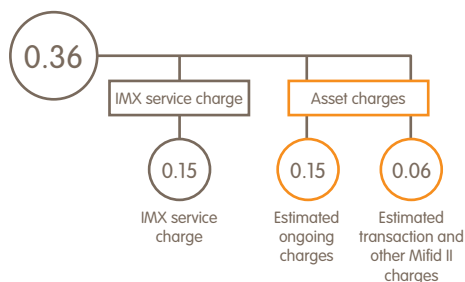 0.36
IMX service charge
Asset charges
0.15
0.15
0.06
IMX service
charge
Estimated
ongoing
charges
Estimated
transaction and
other Mifid II
charges